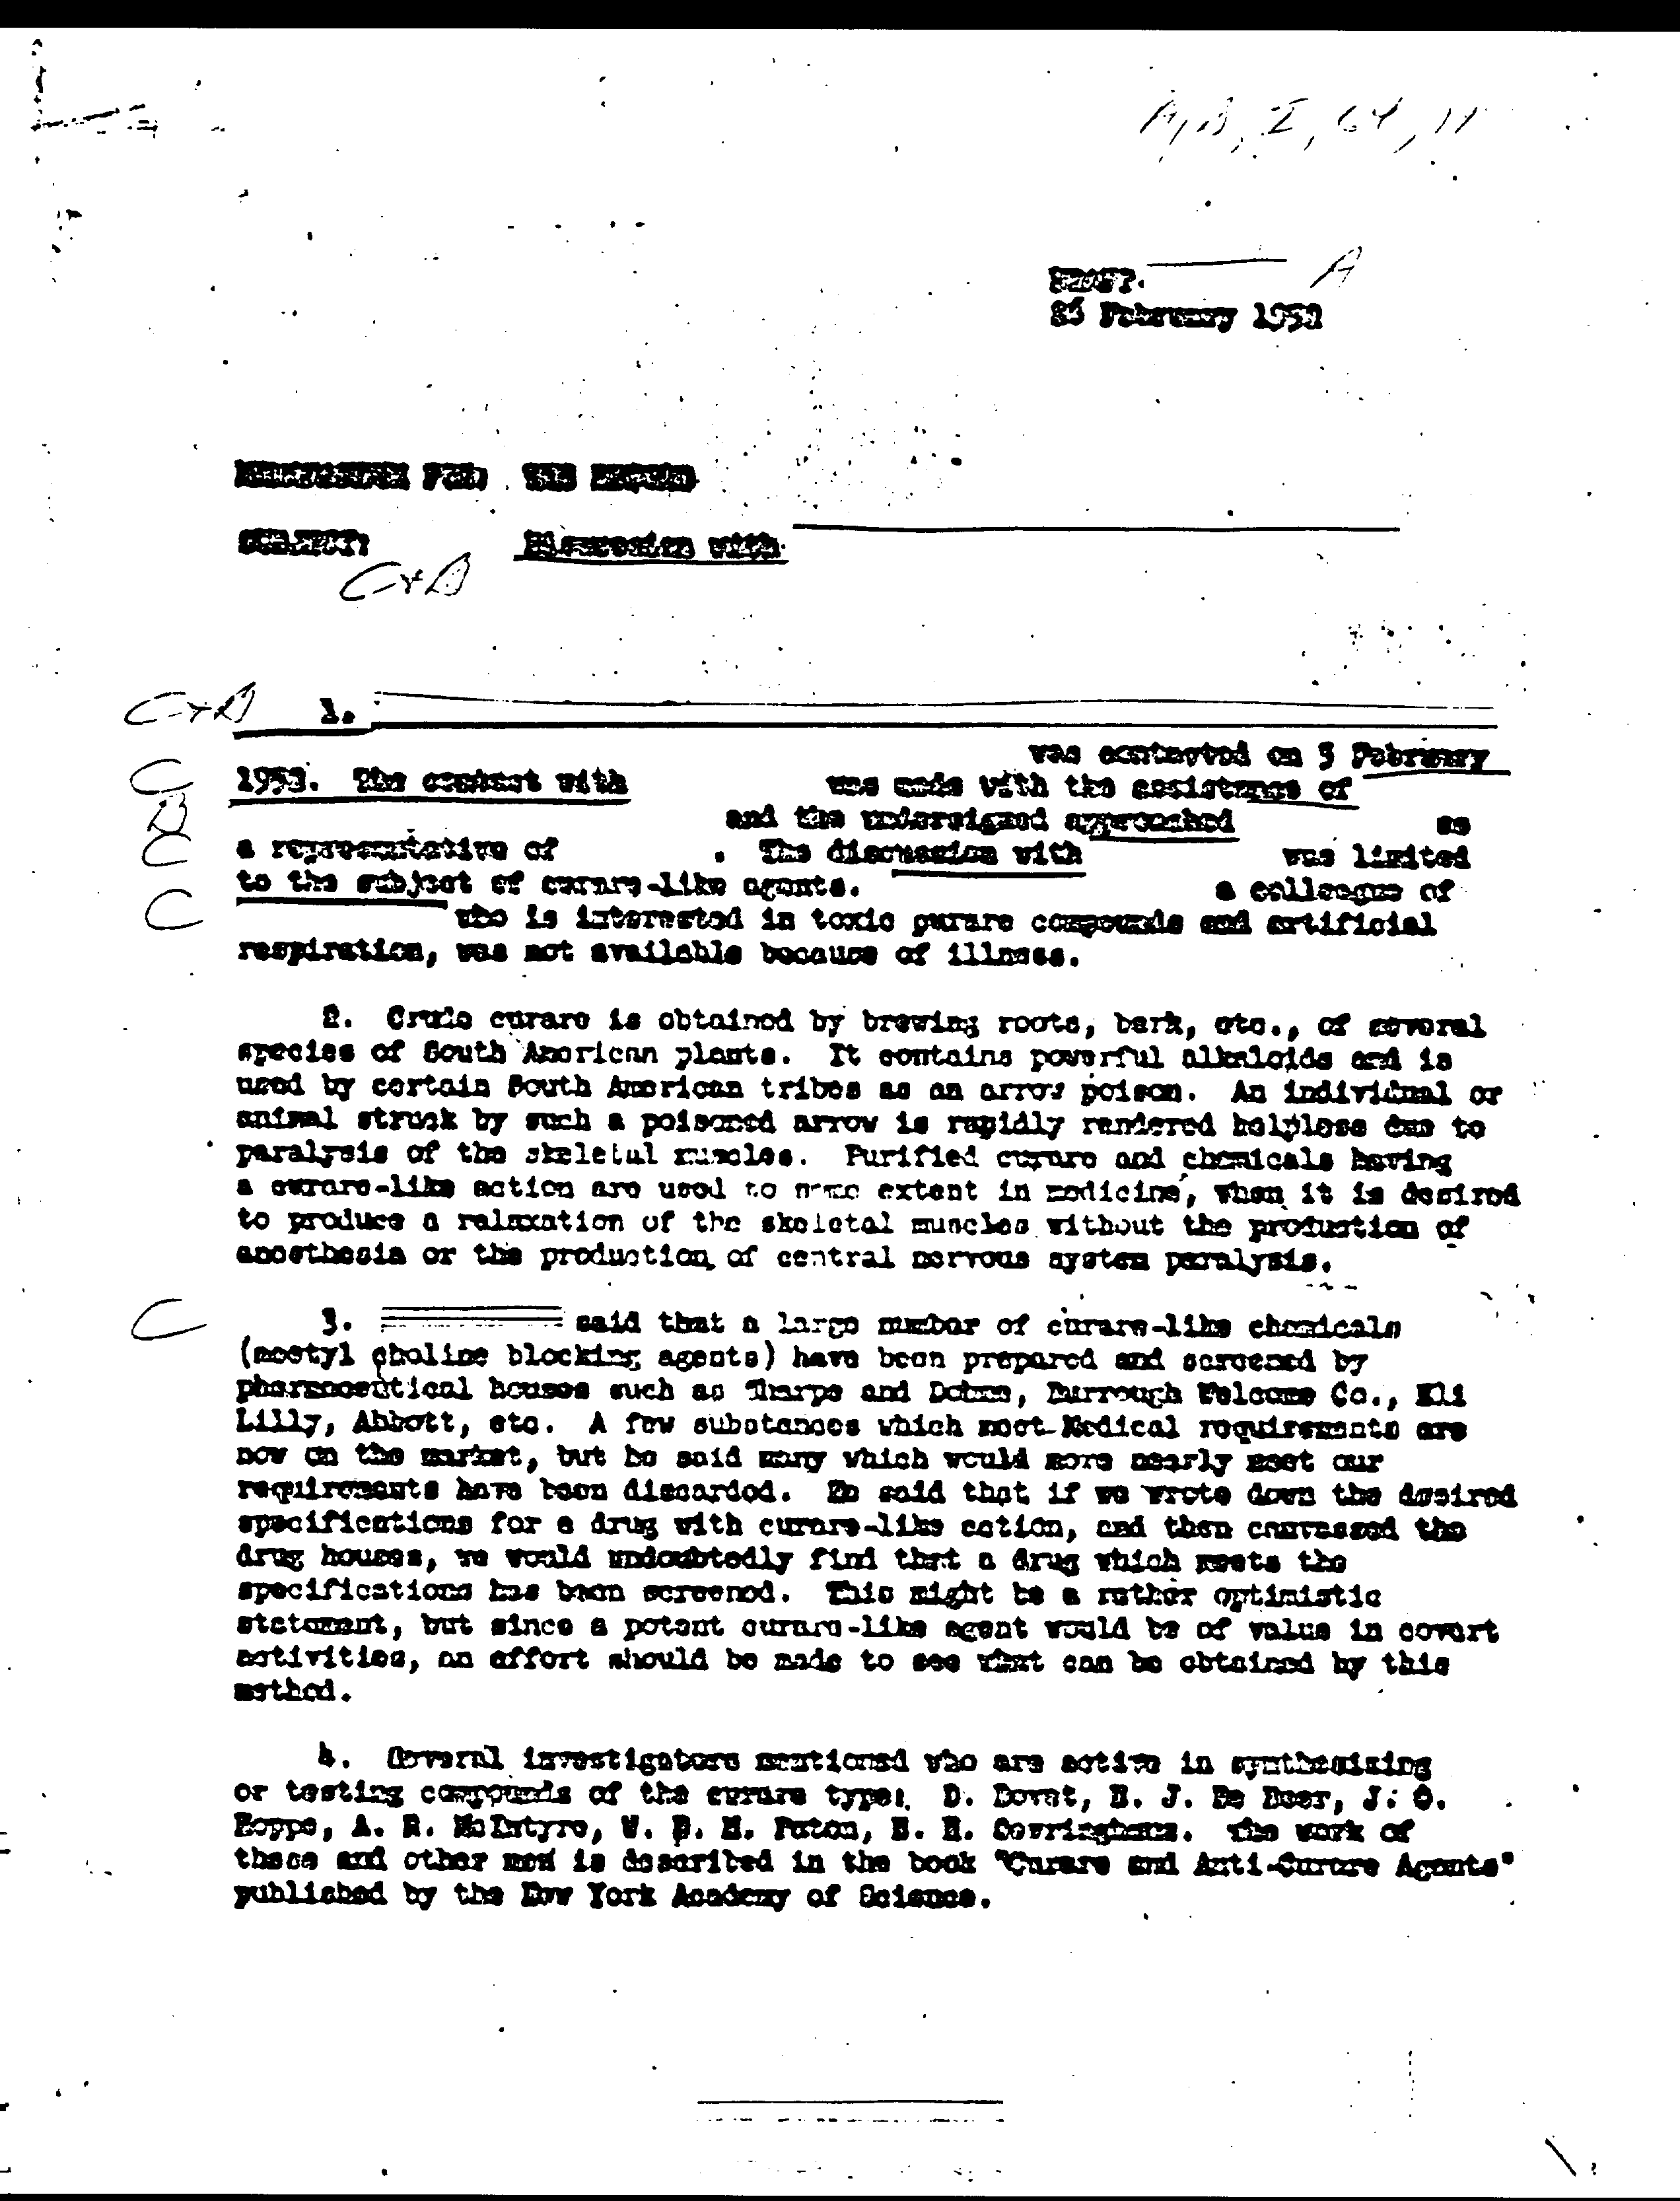 A, B, I, 64, 11
A
February 195
MEMORANDUM FOR THE RECORD
SUBJECT: Discussion with
C+B
C+B 1.
was contacted on 3 February
C 195 . The contact with was made with the assistance of
B and the undersigned approached as
C a representative of . The discussion with was limited
to the subject of curare-like agents. a colleague of
C who is interested in toxic curare compounds and artificial
respiration, was not available because of illness.
2. Crude curare is obtained by brewing roots, bark, etc., of several
species of South American plants. It contains powerful alkaloids and is
used by certain South American tribes as an arrow poison. An individual or
animal struck by such a poisoned arrow is rapidly rendered helpless due to
paralysis of the skeletal muscles. Purified curare and chemicals having
a curare-like action are used to some extent in medicine, when it is desired
to produce a relaxation of the skeletal muscles without the production of
anesthesia or the production of central nervous system paralysis.
C 3. said that a large number of curare-like chemicals
(acetyl choline blocking agents) have been prepared and screened by
pharmaceutical houses such as Sharpe and Dohme, Burrough Welcome Co., Eli
Lilly, Abbott, etc. A few substances which meet Medical requirements are
now on the market, but he said many which would more nearly meet our
requirements have been discarded. He said that if we wrote down the desired
specifications for a drug with curare-like action, and then canvassed the
drug houses, we would undoubtedly find that a drug which meets the
specifications has been screened. This might be a rather optimistic
statement, but since a potent curare-like agent would be of value in covert
activities, an effort should be made to see what can be obtained by this
method.
4. Several investigators mentioned who are active in synthesizing
or testing compounds of the curare type: D. Bovet, E. J. De Beer, J. O.
Hoppe, A. R. McIntyre, W. D. M. Paton, The work of
these and other men is described in the book "Curare and Anti-Curare Agents"
published by the New York Academy of Science.